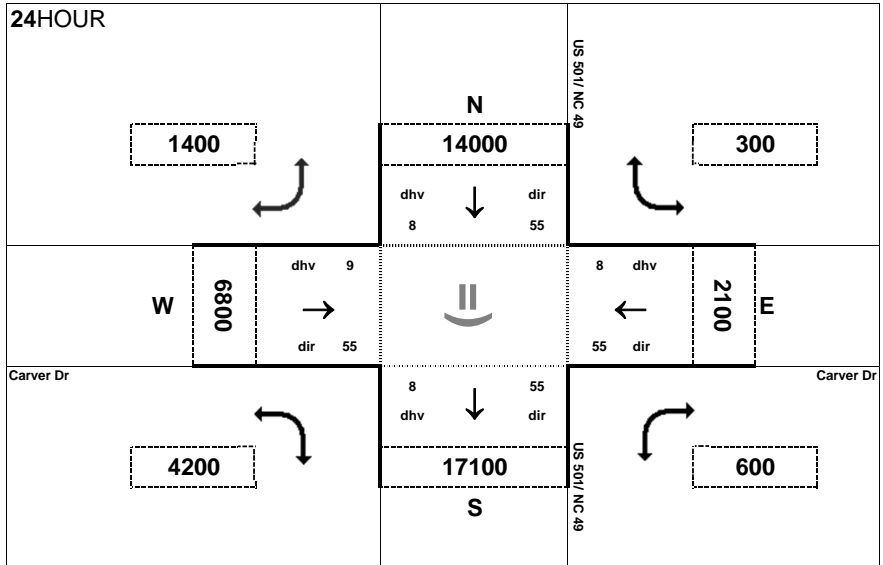 24HOUR
US 501/ NC 49
N
1400
14000
300
dhv
dir
8
55
dhv
9
8
dhv
W
6800
2100
E
dir
55
55
dir
Carver Dr
Carver Dr
8
55
dhv
dir
4200
17100
600
US 501/ NC 49
S